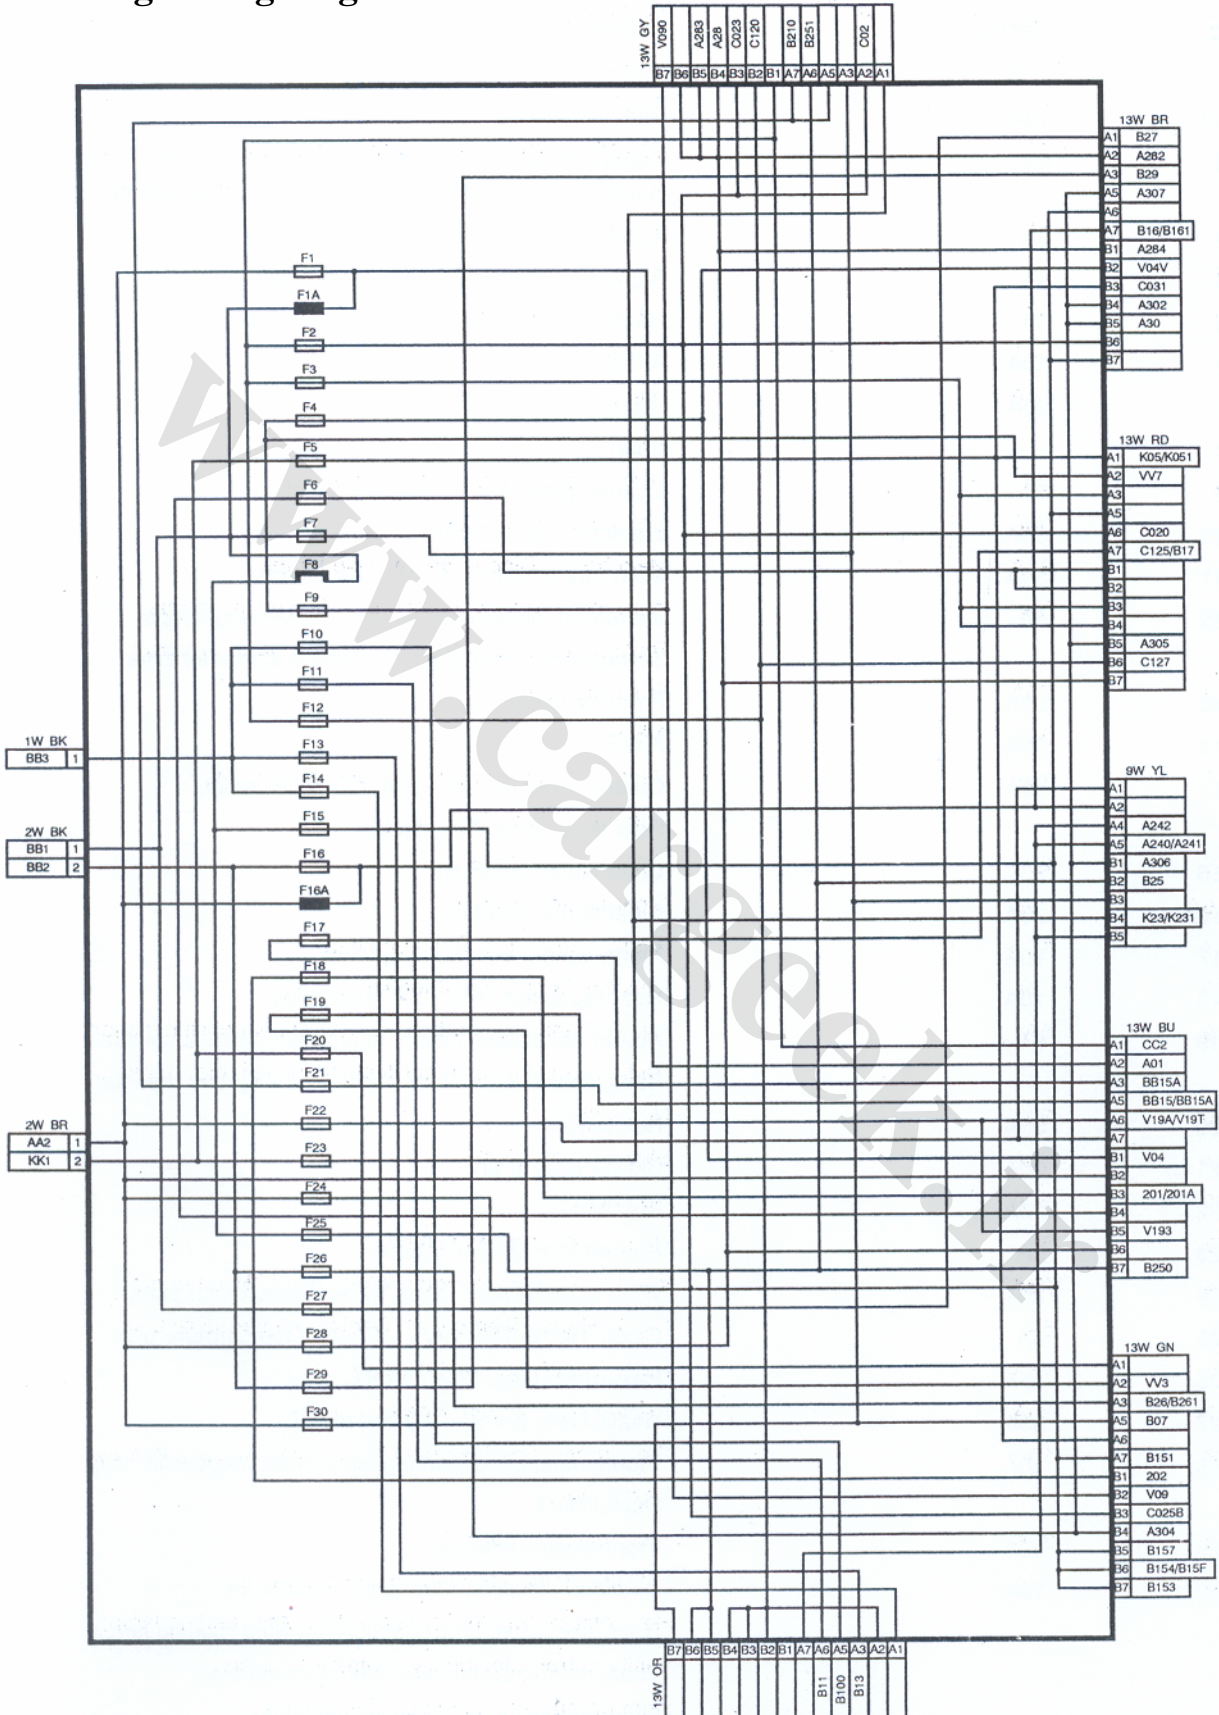 13W GY
V090
A283
A28
C023
C120
B210
B251
C02
B7 B6 B5 B4 B3 B2 B1 A7 A6 A5 A3 A2 A1
13W BR
A1 B27
A2 A282
A3 B29
A5 A307
A6
A7 B16/B161
B1 A284
B2 V04V
B3 C031
B4 A302
B5 A30
B6
B7
13W RD
A1 K05/K051
A2 VV7
A3
A5
A6 C020
A7 C125/B17
B1
B2
B3
B4
B5 A305
B6 C127
B7
9W YL
A1
A2
A4 A242
A5 A240/A241
B1 A306
B2 B25
B3
B4 K23/K231
B5
13W BU
A1 CC2
A2 A01
A3 BB15A
A5 BB15/BB15A
A6 V19A/V19T
A7
B1 V04
B2
B3 201/201A
B4
B5 V193
B6
B7 B250
13W GN
A1
A2 VV3
A3 B26/B261
A5 B07
A6
A7 B151
B1 202
B2 V09
B3 C025B
B4 A304
B5 B157
B6 B154/B15F
B7 B153
F1
F1A
F2
F3
F4
F5
F6
F7
F8
F9
F10
F11
F12
F13
F14
F15
F16
F16A
F17
F18
F19
F20
F21
F22
F23
F24
F25
F26
F27
F28
F29
F30
1W BK
BB3 1
2W BK
BB1 1
BB2 2
2W BR
AA2 1
KK1 2
13W OR
B7 B6 B5 B4 B3 B2 B1 A7 A6 A5 A3 A2 A1
B11
B100
B13
www.cargeek.ir